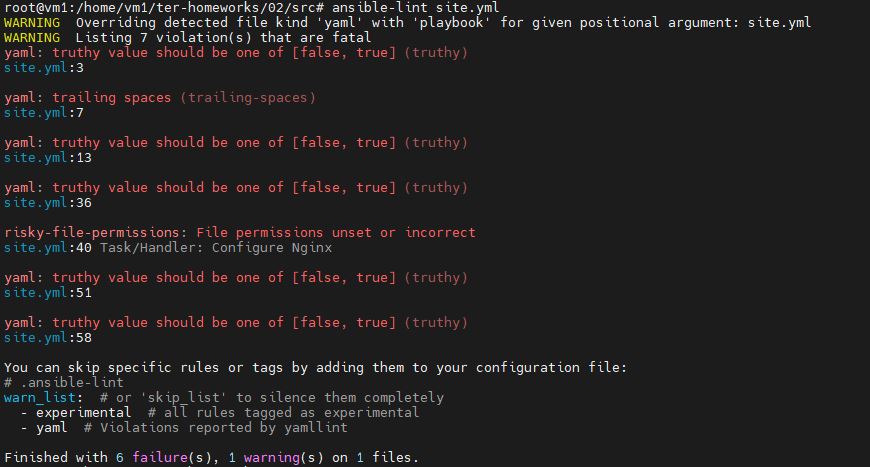 root@vm1:/home/vm1/ter-homeworks/02/src# ansible-lint site.yml
WARNING  Overriding detected file kind 'yaml' with 'playbook' for given positional argument: site.yml
WARNING  Listing 7 violation(s) that are fatal
yaml: truthy value should be one of [false, true] (truthy)
site.yml:3
yaml: trailing spaces (trailing-spaces)
site.yml:7
yaml: truthy value should be one of [false, true] (truthy)
site.yml:13
yaml: truthy value should be one of [false, true] (truthy)
site.yml:36
risky-file-permissions: File permissions unset or incorrect
site.yml:40 Task/Handler: Configure Nginx
yaml: truthy value should be one of [false, true] (truthy)
site.yml:51
yaml: truthy value should be one of [false, true] (truthy)
site.yml:58
You can skip specific rules or tags by adding them to your configuration file:
# .ansible-lint
warn_list:  # or 'skip_list' to silence them completely
  - experimental  # all rules tagged as experimental
  - yaml  # Violations reported by yamllint
Finished with 6 failure(s), 1 warning(s) on 1 files.